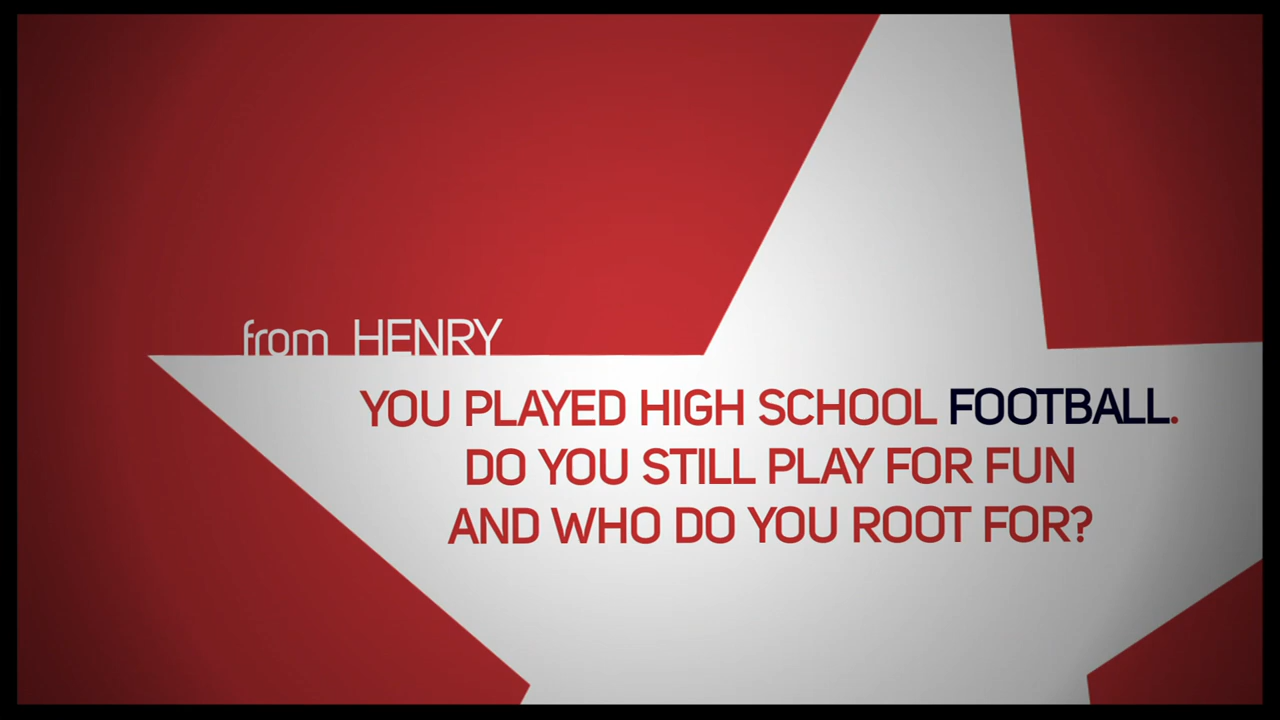 from HENRY
YOU PLAYED HIGH SCHOOL FOOTBALL.
DO YOU STILL PLAY FOR FUN
AND WHO DO YOU ROOT FOR?